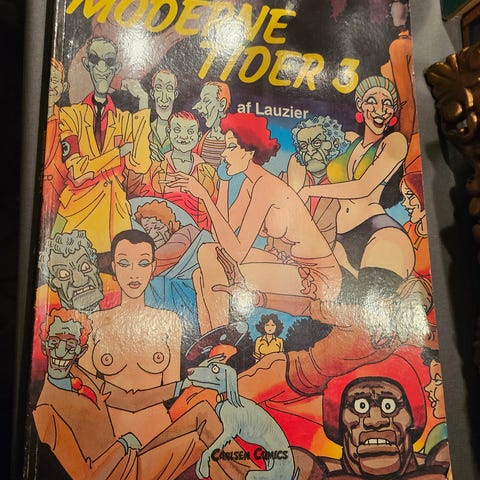 MODERNE
TIDER 3
af Lauzier
CARLSEN COMICS